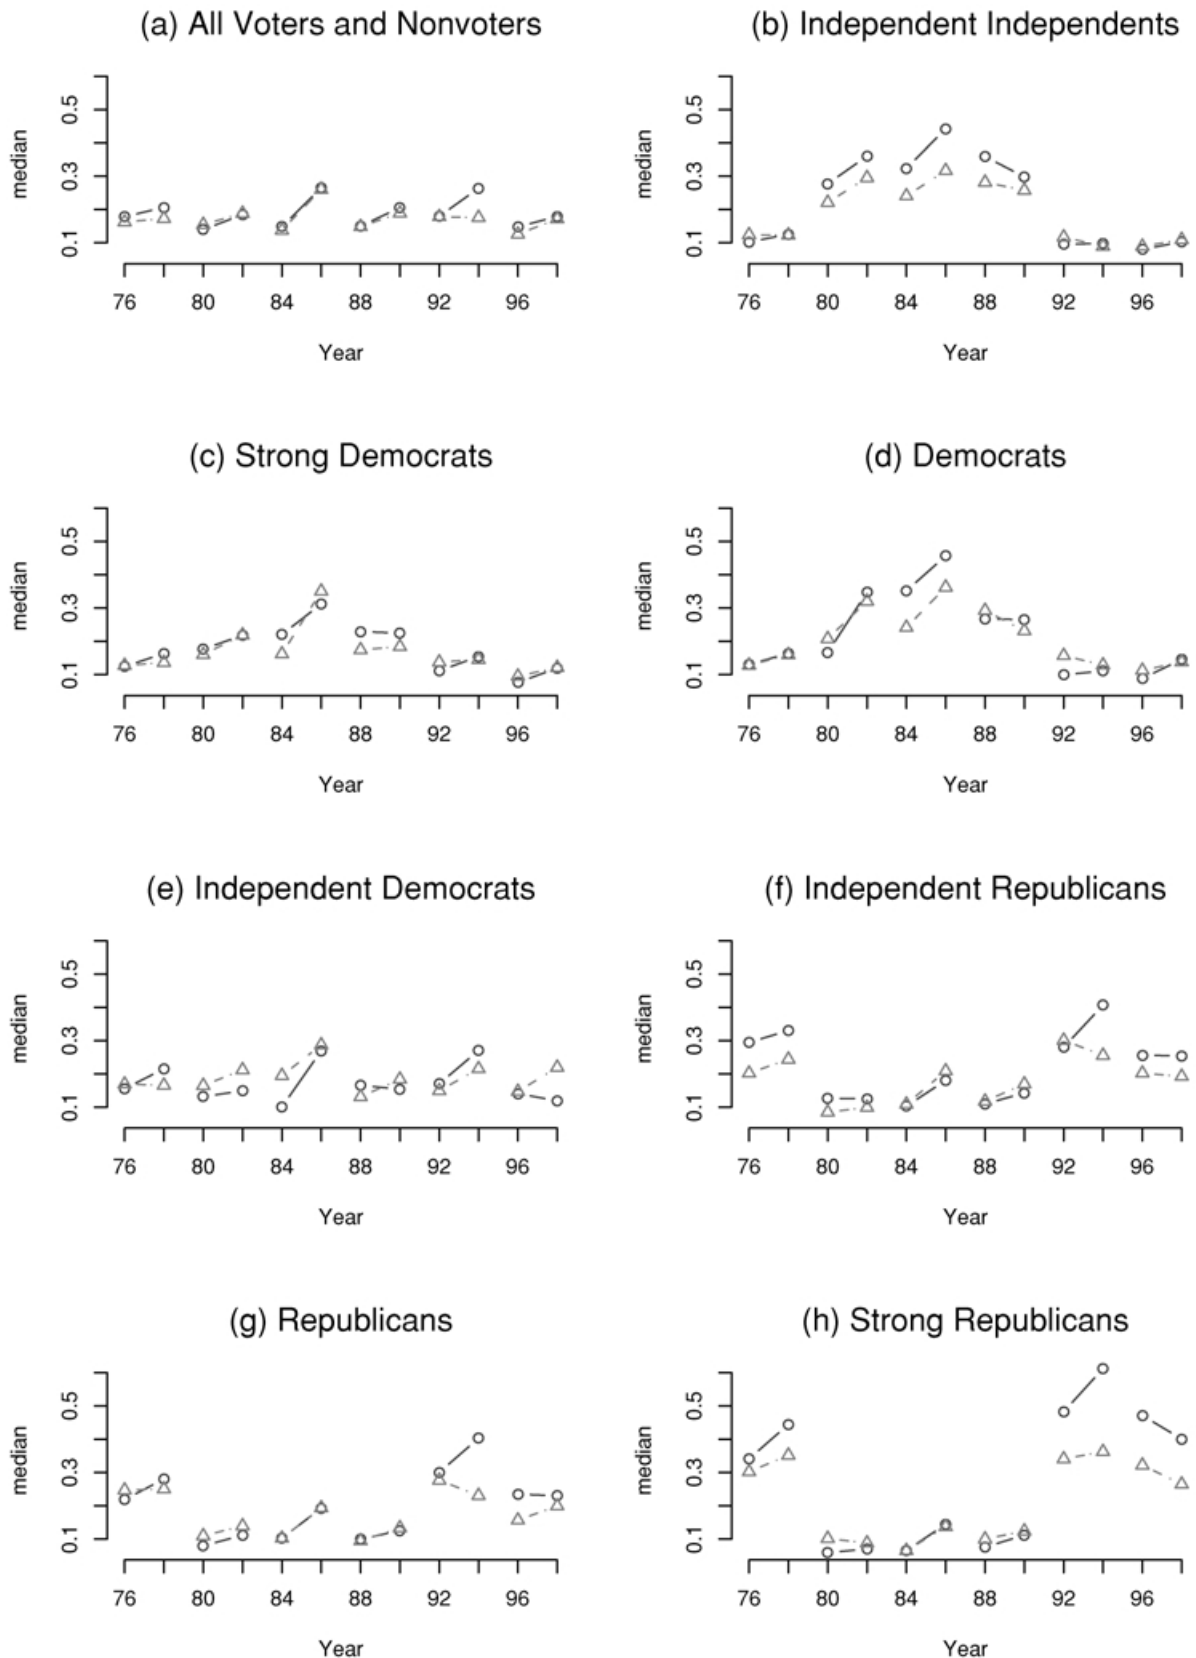 (a) All Voters and Nonvoters
median
0.1 0.3 0.5
76 80 84 88 92 96
Year
(b) Independent Independents
median
0.1 0.3 0.5
76 80 84 88 92 96
Year
(c) Strong Democrats
median
0.1 0.3 0.5
76 80 84 88 92 96
Year
(d) Democrats
median
0.1 0.3 0.5
76 80 84 88 92 96
Year
(e) Independent Democrats
median
0.1 0.3 0.5
76 80 84 88 92 96
Year
(f) Independent Republicans
median
0.1 0.3 0.5
76 80 84 88 92 96
Year
(g) Republicans
median
0.1 0.3 0.5
76 80 84 88 92 96
Year
(h) Strong Republicans
median
0.1 0.3 0.5
76 80 84 88 92 96
Year